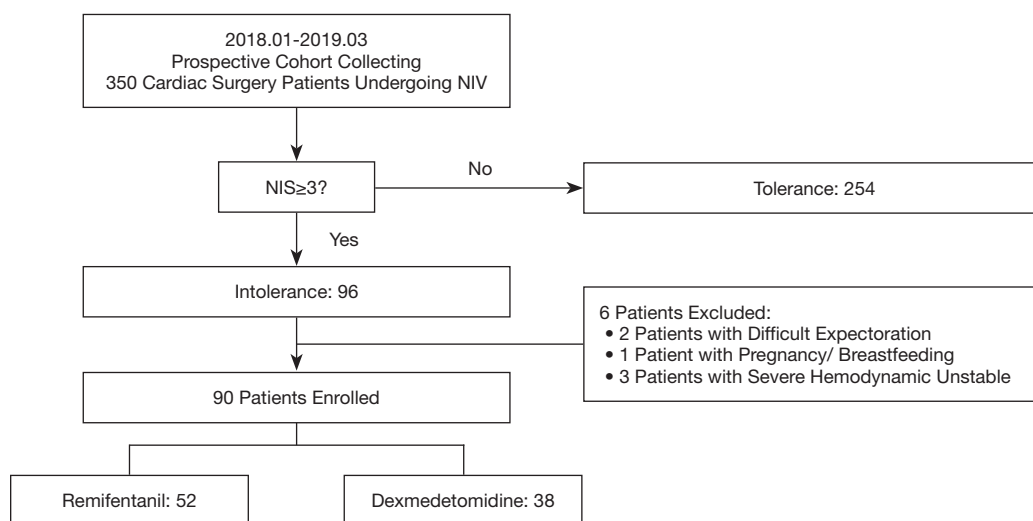 2018.01-2019.03
Prospective Cohort Collecting
350 Cardiac Surgery Patients Undergoing NIV
NIS≥3?
No
Tolerance: 254
Yes
Intolerance: 96
6 Patients Excluded:
• 2 Patients with Difficult Expectoration
• 1 Patient with Pregnancy/ Breastfeeding
• 3 Patients with Severe Hemodynamic Unstable
90 Patients Enrolled
Remifentanil: 52
Dexmedetomidine: 38